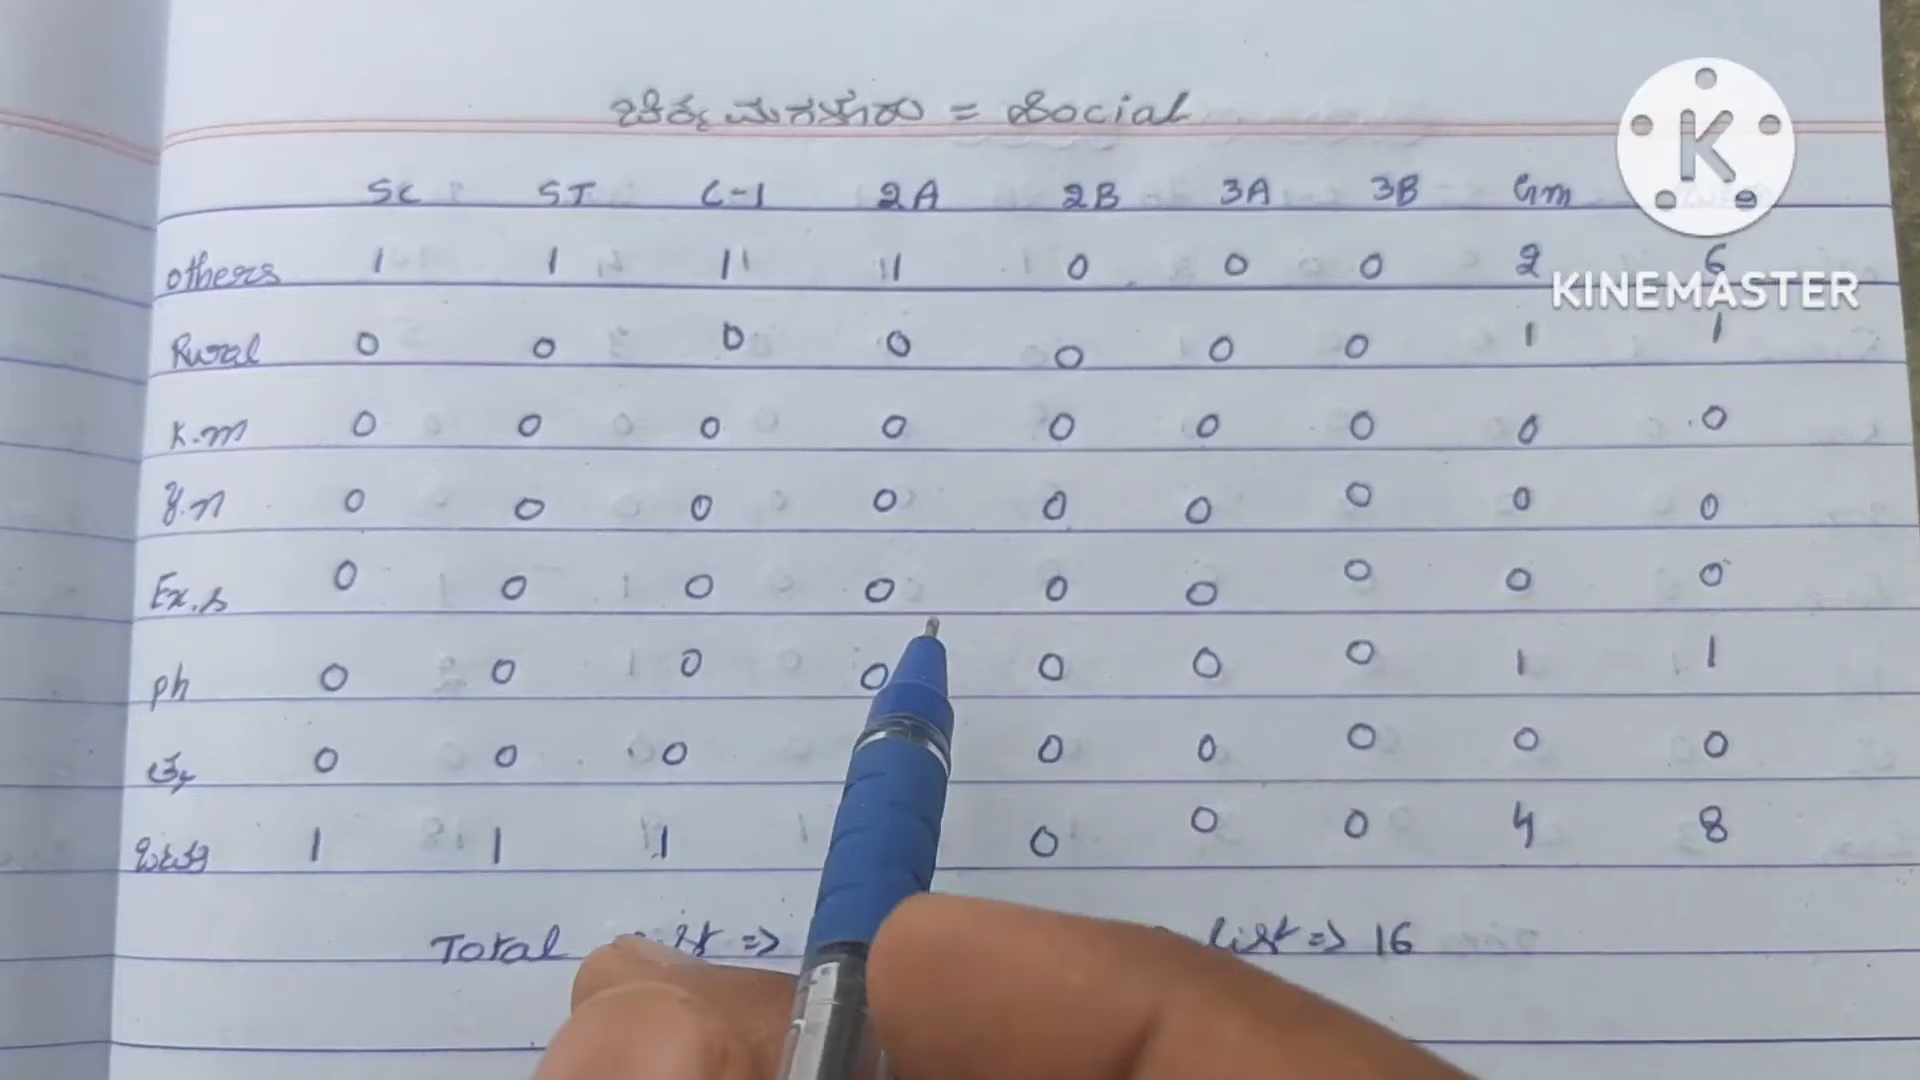 ಚಿಕ್ಕಮಗಳೂರು = Social
SC ST C-1 2A 2B 3A 3B Gm
others 1 1 1 1 0 0 0 2 6
KINEMASTER
Rural 0 0 0 0 0 0 0 1 1
K.m 0 0 0 0 0 0 0 0 0
Y.n 0 0 0 0 0 0 0 0 0
Ex.s 0 0 0 0 0 0 0 0 0
ph 0 0 0 0 0 0 0 1 1
0 0 0 0 0 0 0 0
1 1 1 0 0 0 4 8
Total list => list => 16